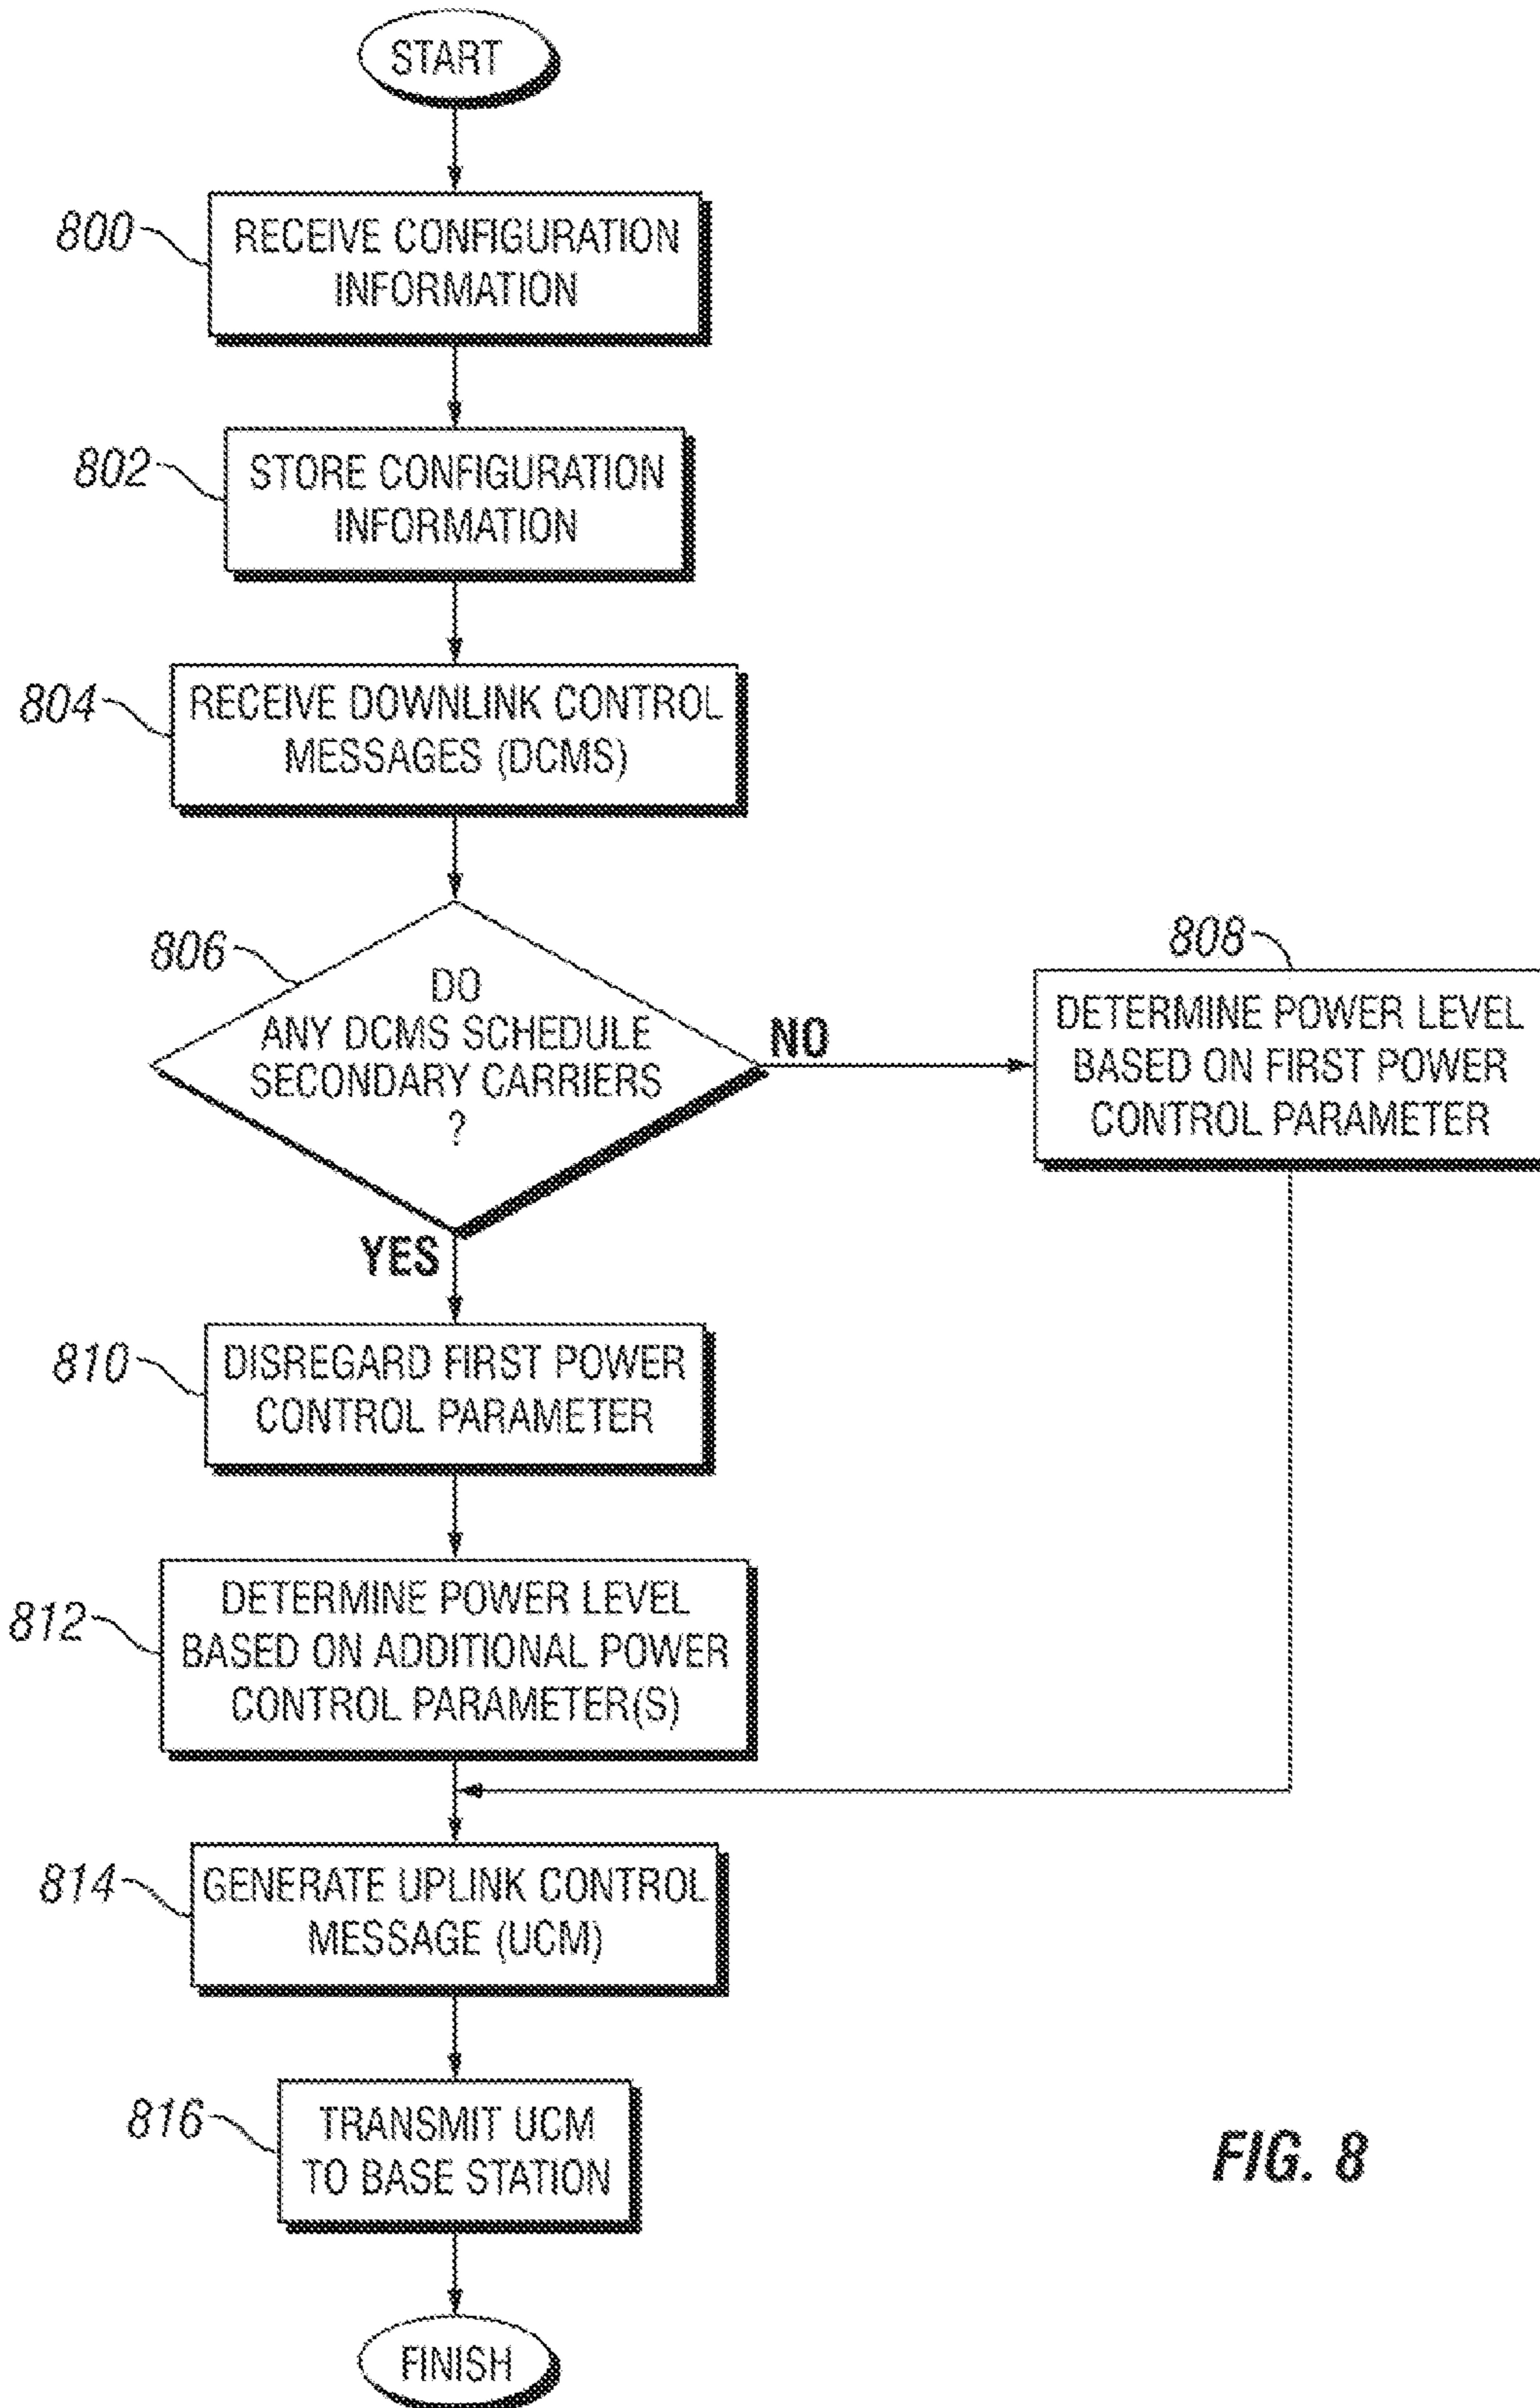 START
800
RECEIVE CONFIGURATION
INFORMATION
802
STORE CONFIGURATION
INFORMATION
804
RECEIVE DOWNLINK CONTROL
MESSAGES (DCMS)
806
DO
ANY DCMS SCHEDULE
SECONDARY CARRIERS
?
NO
808
DETERMINE POWER LEVEL
BASED ON FIRST POWER
CONTROL PARAMETER
YES
810
DISREGARD FIRST POWER
CONTROL PARAMETER
812
DETERMINE POWER LEVEL
BASED ON ADDITIONAL POWER
CONTROL PARAMETER(S)
814
GENERATE UPLINK CONTROL
MESSAGE (UCM)
816
TRANSMIT UCM
TO BASE STATION
FINISH
FIG. 8